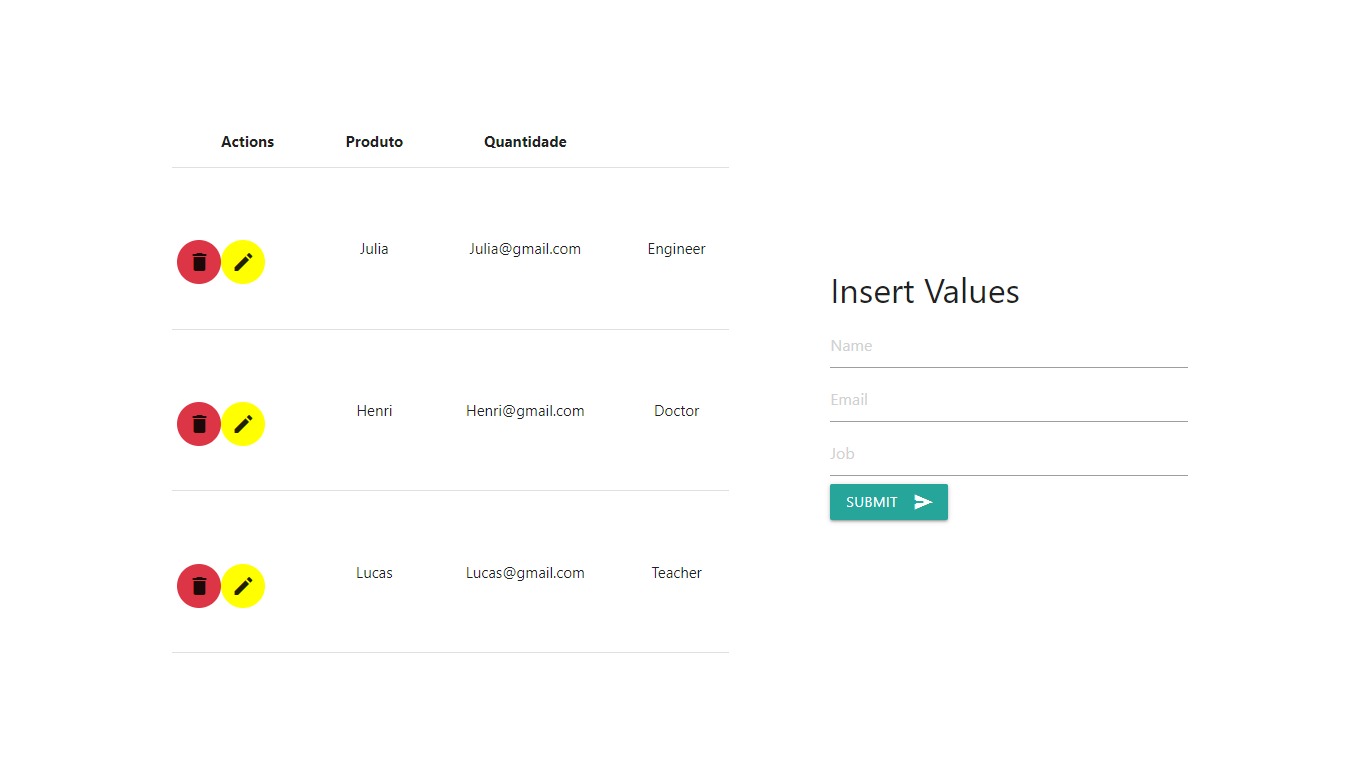 Actions Produto Quantidade
Julia Julia@gmail.com Engineer
Henri Henri@gmail.com Doctor
Lucas Lucas@gmail.com Teacher
Insert Values
Name
Email
Job
SUBMIT